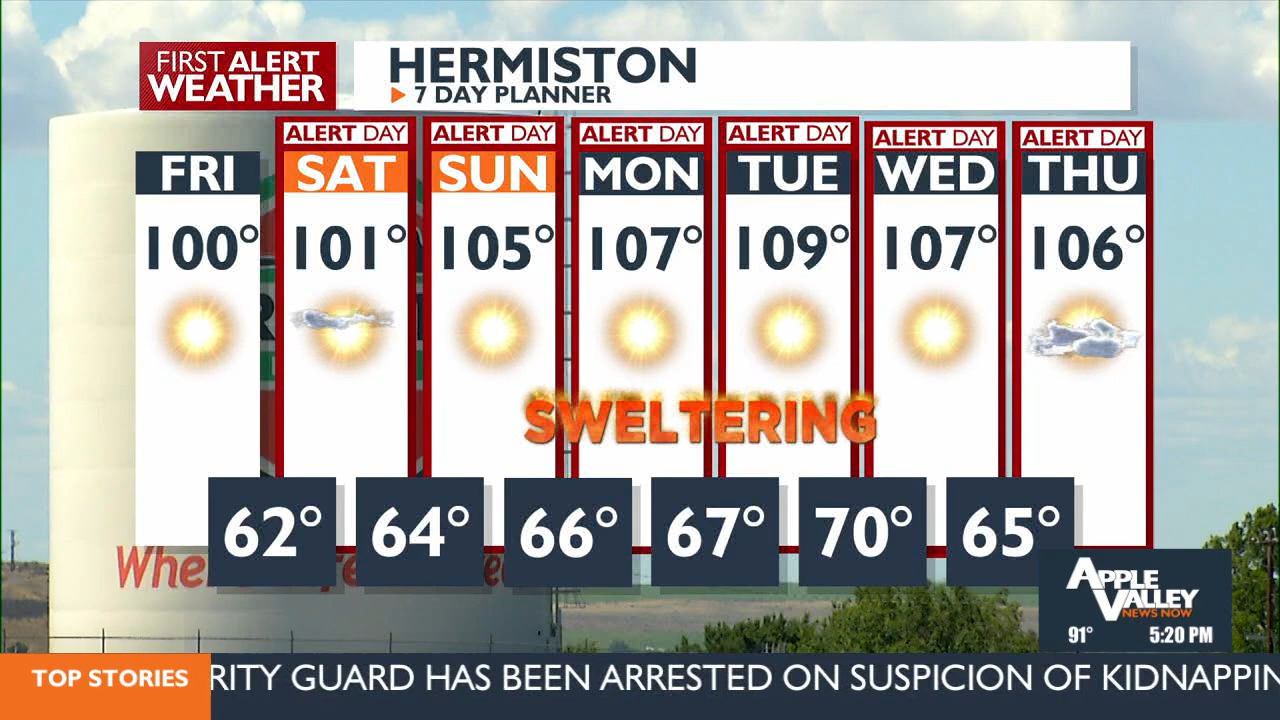 FIRST ALERT
WEATHER
HERMISTON
7 DAY PLANNER
ALERT DAY
ALERT DAY
ALERT DAY
ALERT DAY
ALERT DAY
ALERT DAY
FRI
SAT
SUN
MON
TUE
WED
THU
100°
101°
105°
107°
109°
107°
106°
SWELTERING
62°
64°
66°
67°
70°
65°
APPLE
VALLEY
NEWS NOW
91°
5:20 PM
TOP STORIES
RITY GUARD HAS BEEN ARRESTED ON SUSPICION OF KIDNAPPIN